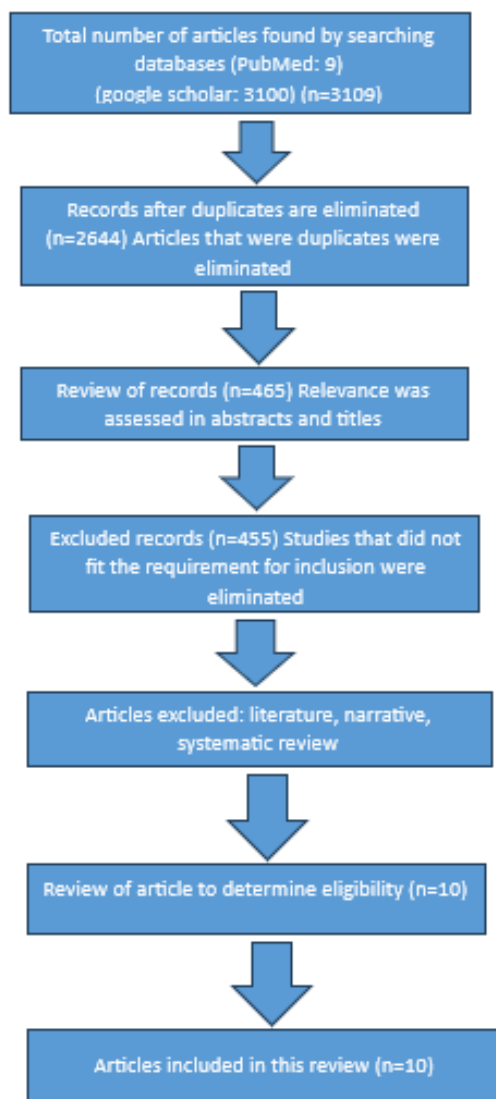 Total number of articles found by searching
databases (PubMed: 9)
(google scholar: 3100) (n=3109)
Records after duplicates are eliminated
(n=2644) Articles that were duplicates were
eliminated
Review of records (n=465) Relevance was
assessed in abstracts and titles
Excluded records (n=455) Studies that did not
fit the requirement for inclusion were
eliminated
Articles excluded: literature, narrative,
systematic review
Review of article to determine eligibility (n=10)
Articles included in this review (n=10)